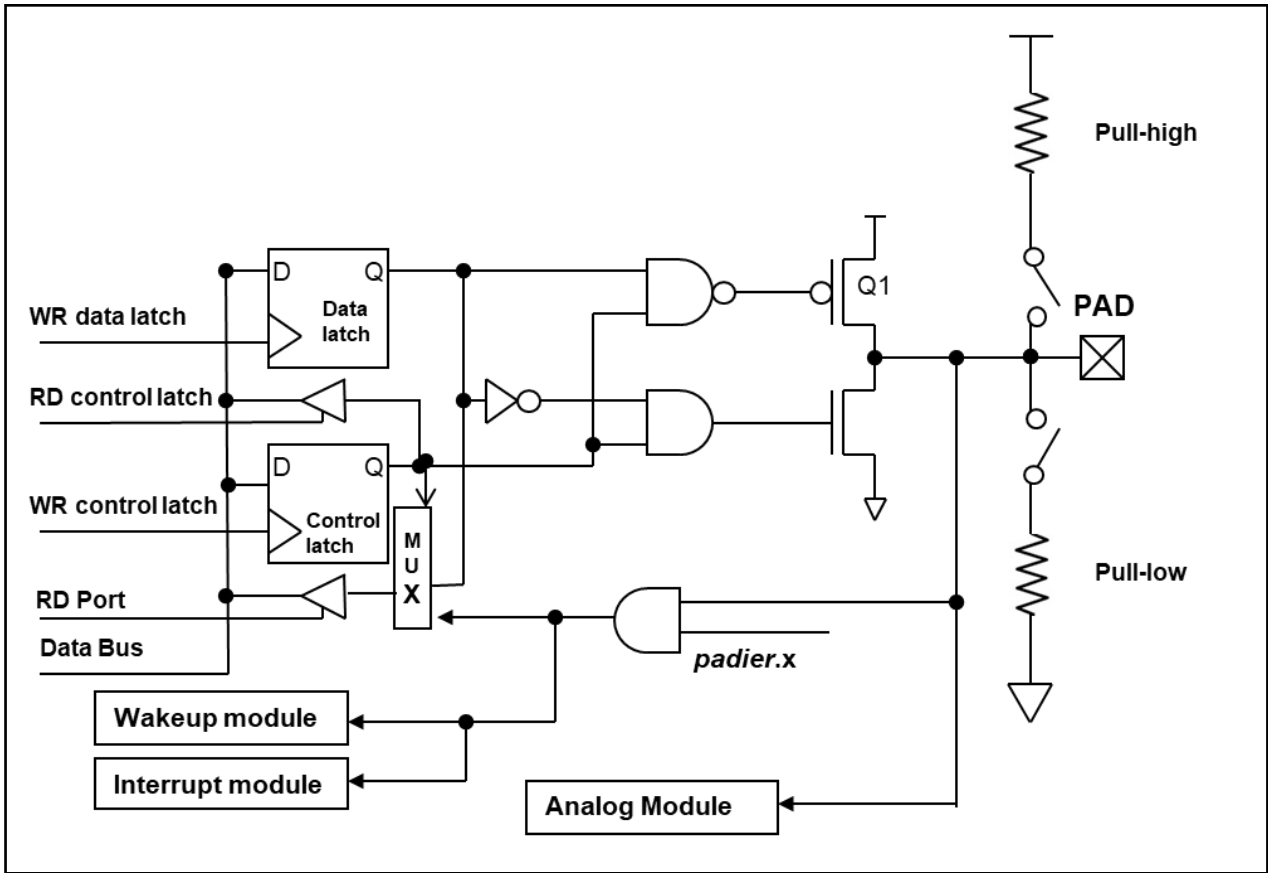 Pull-high
D Q
Q1
Data
latch
WR data latch
PAD
RD control latch
D Q
WR control latch
Control
latch
M
U
X
Pull-low
RD Port
Data Bus
padier.x
Wakeup module
Interrupt module
Analog Module